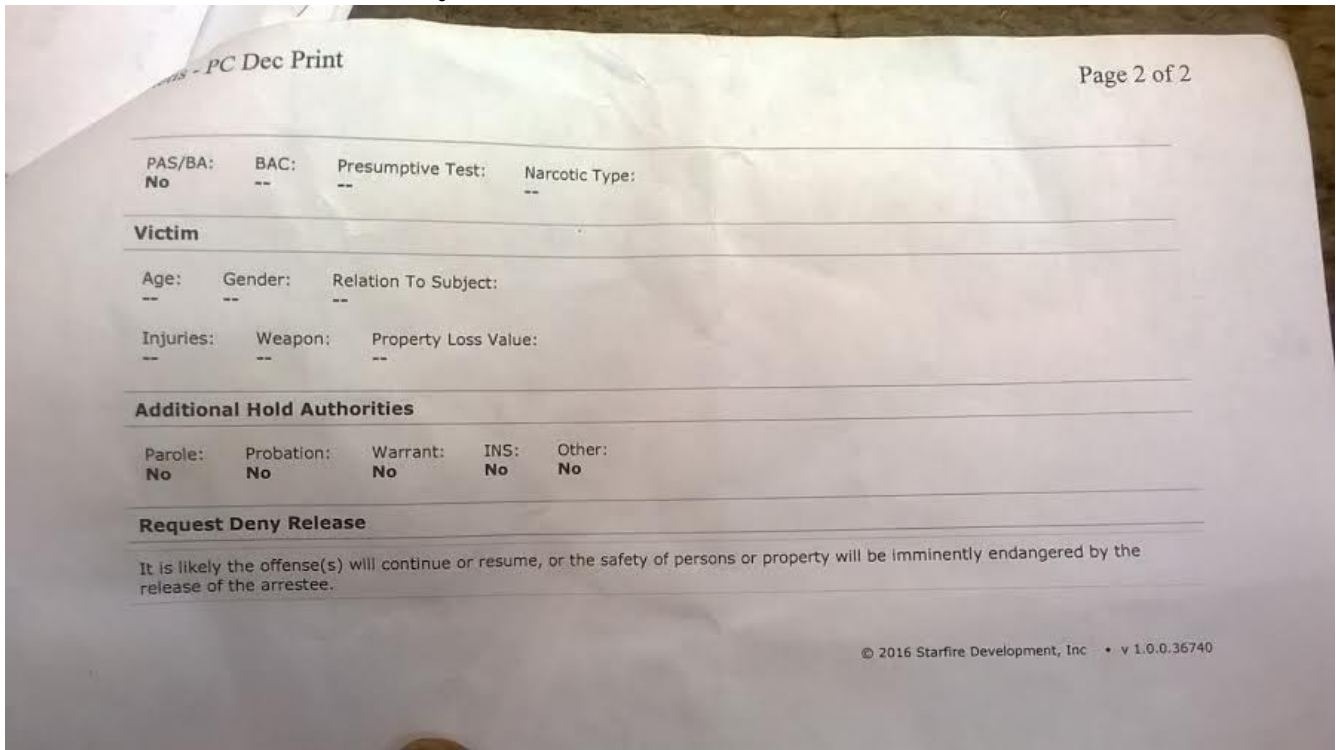 - PC Dec Print
Page 2 of 2
PAS/BA: BAC: Presumptive Test: Narcotic Type:
No -- -- --
Victim
Age: Gender: Relation To Subject:
-- -- --
Injuries: Weapon: Property Loss Value:
-- -- --
Additional Hold Authorities
Parole: Probation: Warrant: INS: Other:
No No No No No
Request Deny Release
It is likely the offense(s) will continue or resume, or the safety of persons or property will be imminently endangered by the
release of the arrestee.
© 2016 Starfire Development, Inc • v 1.0.0.36740